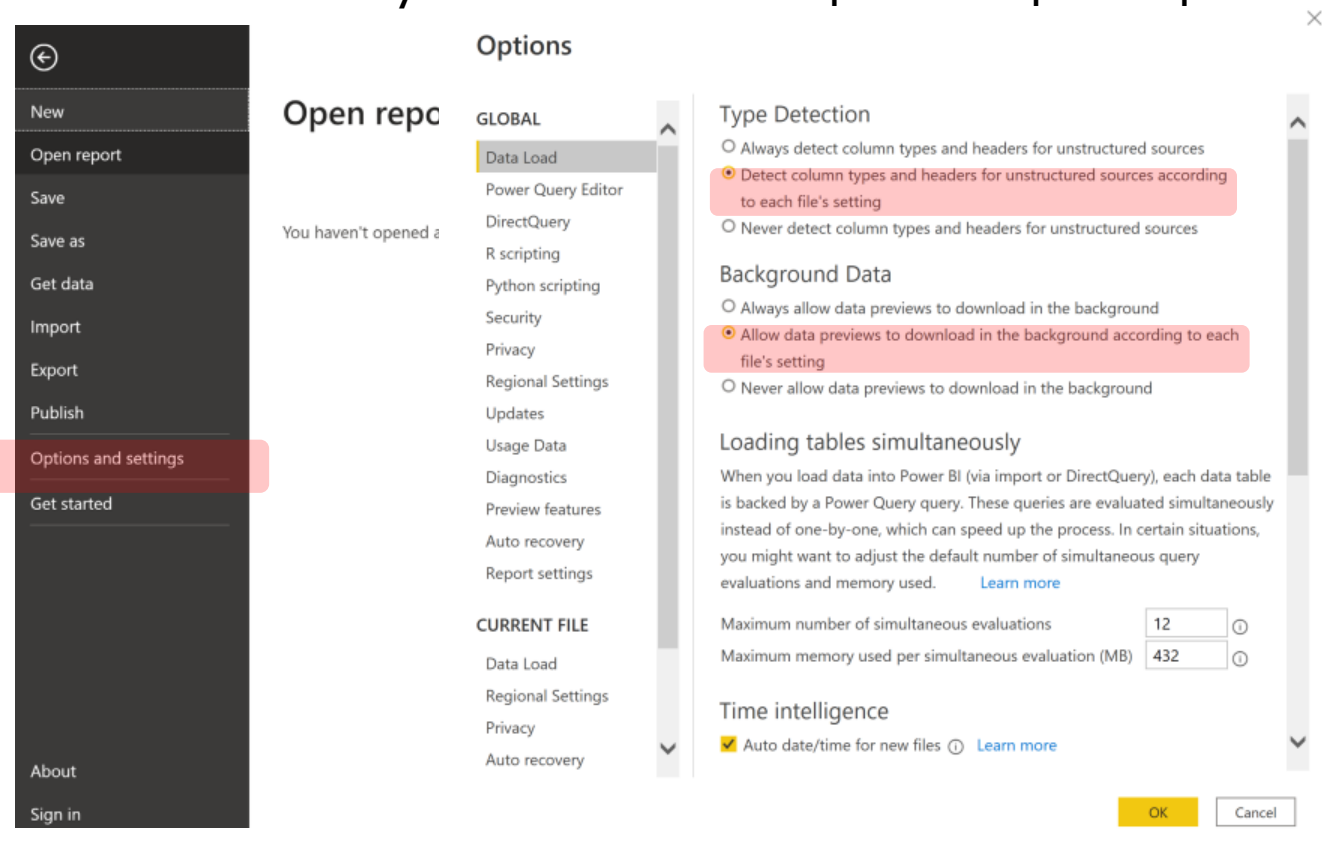 Options
New
Open report
Save
Save as
Get data
Import
Export
Publish
Options and settings
Get started
About
Sign in
Open repo
You haven't opened a
GLOBAL
Data Load
Power Query Editor
DirectQuery
R scripting
Python scripting
Security
Privacy
Regional Settings
Updates
Usage Data
Diagnostics
Preview features
Auto recovery
Report settings
CURRENT FILE
Data Load
Regional Settings
Privacy
Auto recovery
Type Detection
Always detect column types and headers for unstructured sources
Detect column types and headers for unstructured sources according
to each file's setting
Never detect column types and headers for unstructured sources
Background Data
Always allow data previews to download in the background
Allow data previews to download in the background according to each
file's setting
Never allow data previews to download in the background
Loading tables simultaneously
When you load data into Power BI (via import or DirectQuery), each data table
is backed by a Power Query query. These queries are evaluated simultaneously
instead of one-by-one, which can speed up the process. In certain situations,
you might want to adjust the default number of simultaneous query
evaluations and memory used. Learn more
Maximum number of simultaneous evaluations 12
Maximum memory used per simultaneous evaluation (MB) 432
Time intelligence
Auto date/time for new files Learn more
OK Cancel